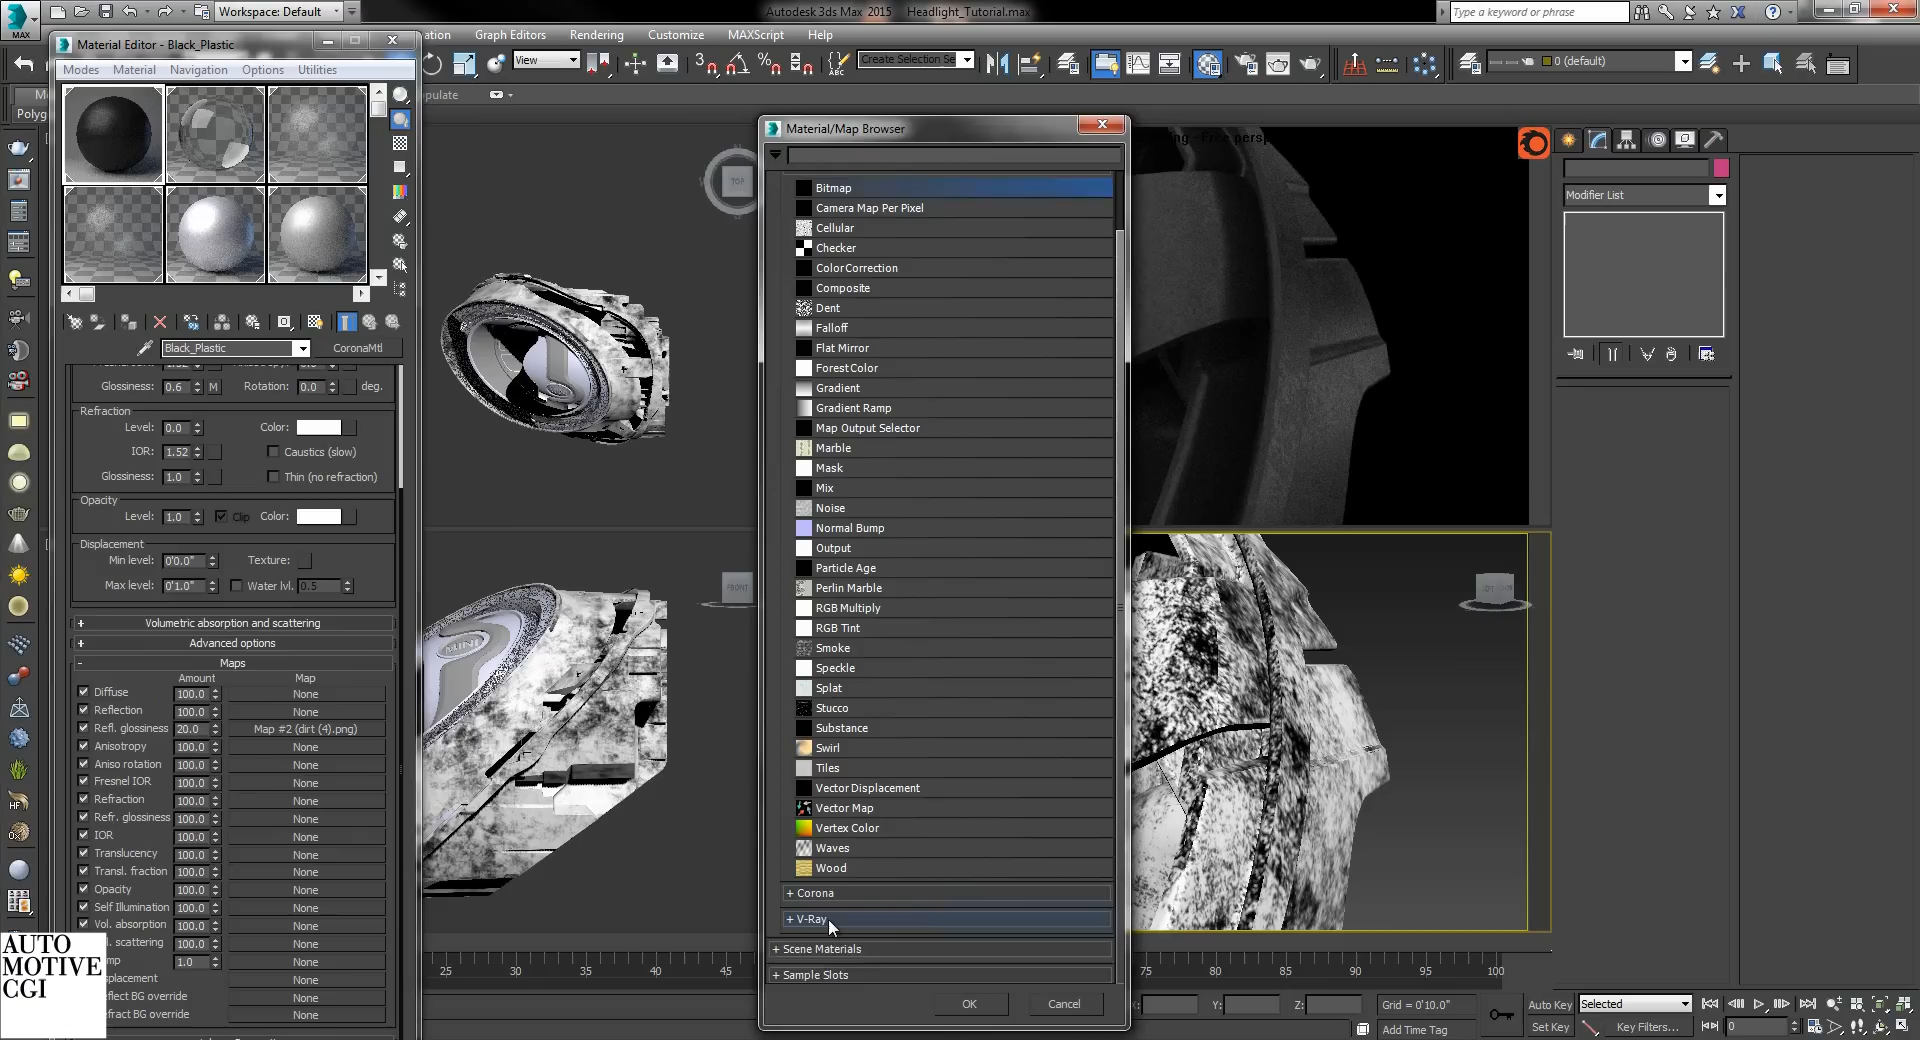 Workspace: Default
Autodesk 3ds Max 2015 Headlight_Tutorial.max
Type a keyword or phrase
MAX
Material Editor - Black_Plastic
Graph Editors Rendering Customize MAXScript Help
Modes Material Navigation Options Utilities
View
Create Selection Se
0 (default)
Polyg
Material/Map Browser
TOP
Modifier List
Bitmap
Camera Map Per Pixel
Cellular
Checker
Color Correction
Composite
Dent
Falloff
Flat Mirror
Forest Color
Gradient
Gradient Ramp
Map Output Selector
Marble
Mask
Mix
Noise
Normal Bump
Output
Particle Age
Perlin Marble
RGB Multiply
RGB Tint
Smoke
Speckle
Splat
Stucco
Substance
Swirl
Tiles
Vector Displacement
Vector Map
Vertex Color
Waves
Wood
+ Corona
+ V-Ray
+ Scene Materials
+ Sample Slots
OK Cancel
Black_Plastic CoronaMtl
Glossiness: 0.6 M Rotation: 0.0 deg.
Refraction
Level: 0.0 Color:
IOR: 1.52 Caustics (slow)
Glossiness: 1.0 Thin (no refraction)
Opacity
Level: 1.0 Clip Color:
Displacement
Min level: 0'0.0" Texture:
Max level: 0'1.0" Water lvl. 0.5
+ Volumetric absorption and scattering
+ Advanced options
- Maps
Amount Map
Diffuse 100.0 None
Reflection 100.0 None
Refl. glossiness 20.0 Map #2 (dirt (4).png)
Anisotropy 100.0 None
Aniso rotation 100.0 None
Fresnel IOR 100.0 None
Refraction 100.0 None
Refr. glossiness 100.0 None
IOR 100.0 None
Translucency 100.0 None
Transl. fraction 100.0 None
Opacity 100.0 None
Self Illumination 100.0 None
Vol. absorption 100.0 None
scattering 100.0 None
1.0 None
None
BG override None
BG override None
FRONT
MINI
AUTO
MOTIVE
CGI
25 30 35 40 45 75 80 85 90 95 100
Y: Z: Grid = 0'10.0" Auto Key Selected
Add Time Tag Set Key Key Filters... 0